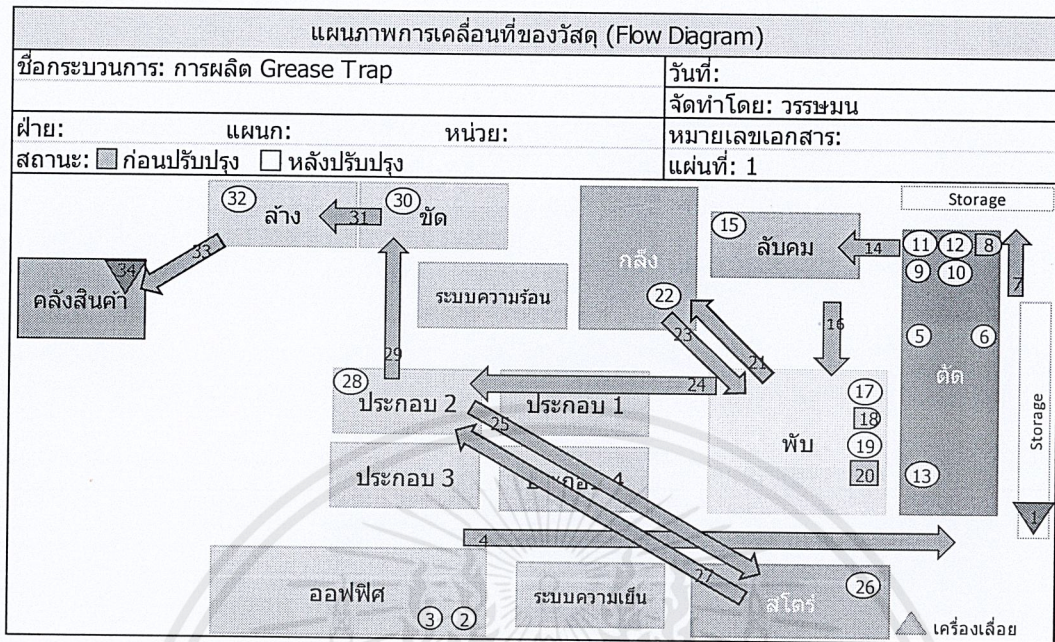 แผนภาพการเคลื่อนที่ของวัสดุ (Flow Diagram)
ชื่อกระบวนการ: การผลิต Grease Trap
วันที่:
จัดทำโดย: วรรษมน
ฝ่าย: แผนก: หน่วย:
หมายเลขเอกสาร:
สถานะ: ก่อนปรับปรุง หลังปรับปรุง
แผ่นที่: 1
32 ล้าง 31 30 ขัด
กลึง
15 ลับคม 14
Storage
11 12 8
9 10
7
33
34
คลังสินค้า
ระบบความร้อน
22
23
21
16
5 6
ตัด
Storage
29
28
24
ประกอบ 2
ประกอบ 1
25
17
18
19
20
พับ
13
ประกอบ 3
ประกอบ 4
1
4
27
ออฟฟิศ
3 2
ระบบความเย็น
สโตร์
26
เครื่องเลื่อย